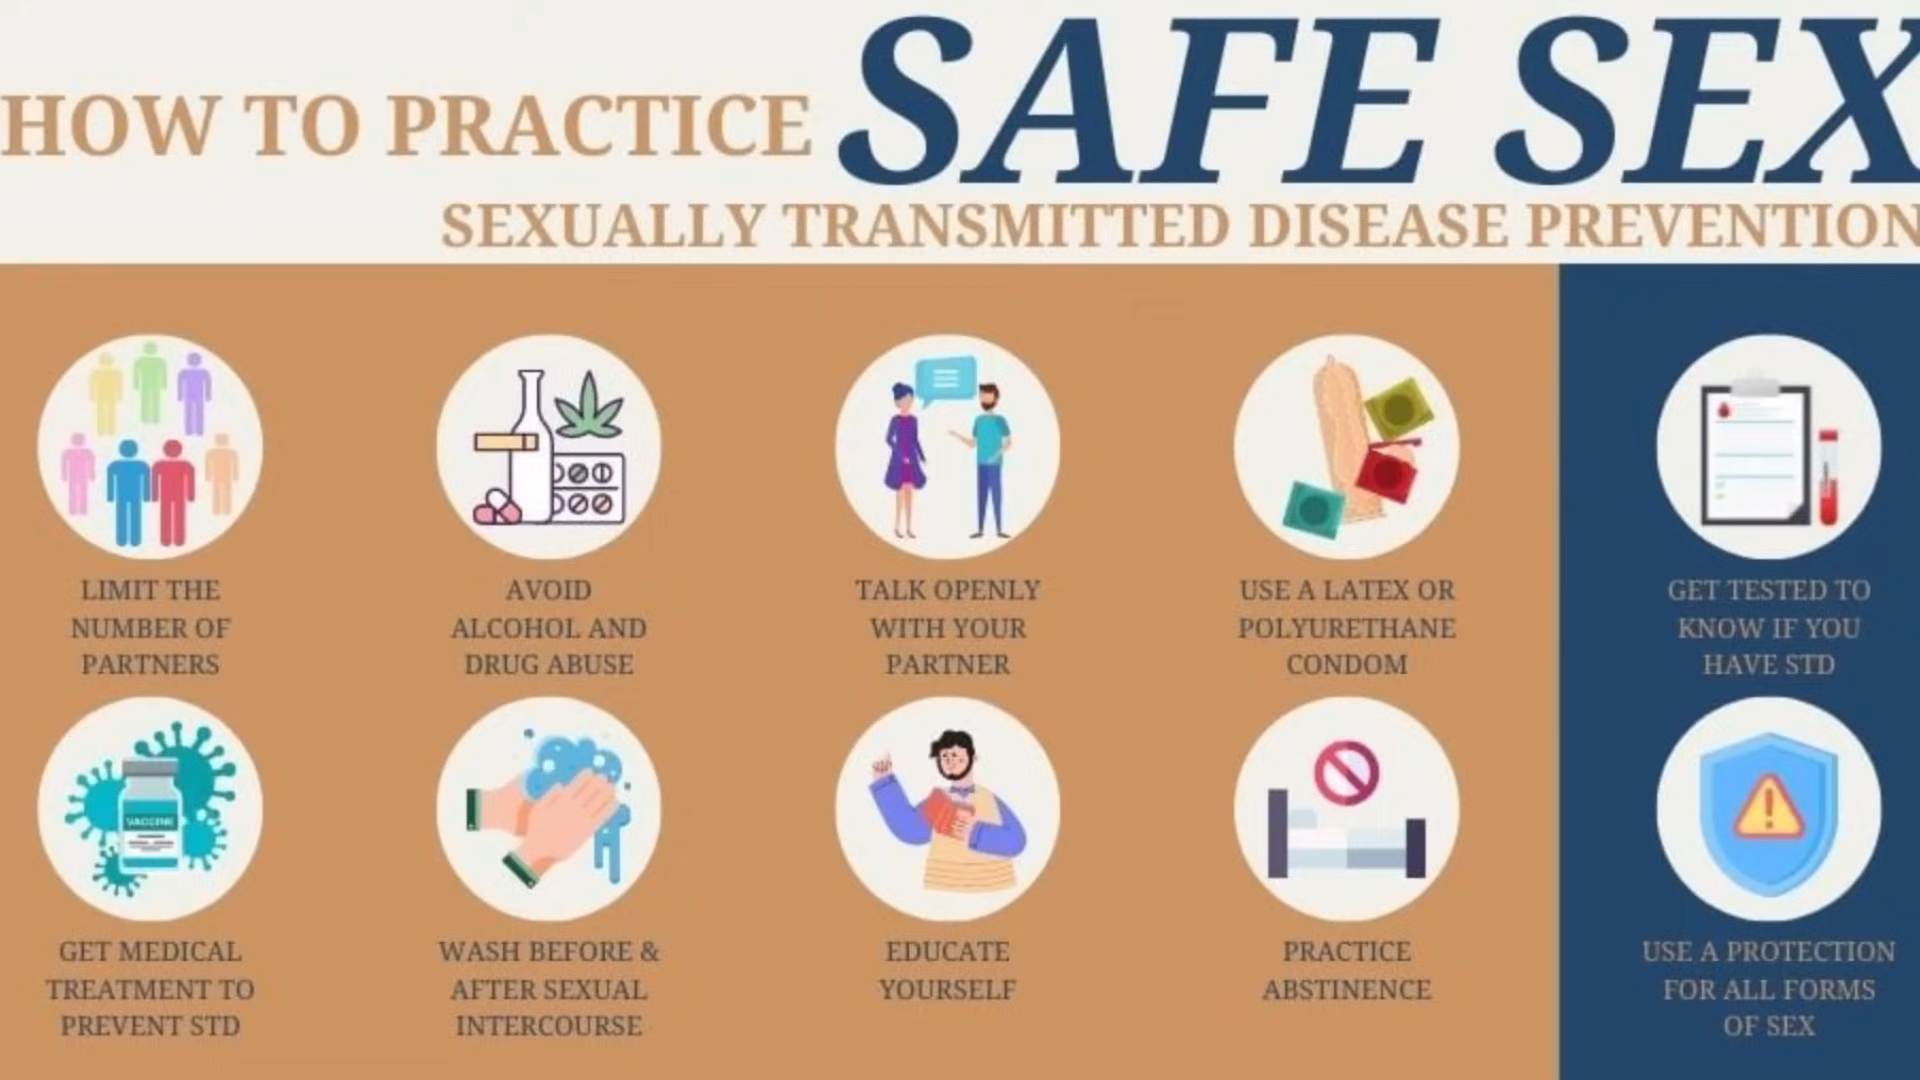 HOW TO PRACTICE SAFE SEX
SEXUALLY TRANSMITTED DISEASE PREVENTION
LIMIT THE
NUMBER OF
PARTNERS
AVOID
ALCOHOL AND
DRUG ABUSE
TALK OPENLY
WITH YOUR
PARTNER
USE A LATEX OR
POLYURETHANE
CONDOM
GET TESTED TO
KNOW IF YOU
HAVE STD
VACCINE
GET MEDICAL
TREATMENT TO
PREVENT STD
WASH BEFORE &
AFTER SEXUAL
INTERCOURSE
EDUCATE
YOURSELF
PRACTICE
ABSTINENCE
USE A PROTECTION
FOR ALL FORMS
OF SEX